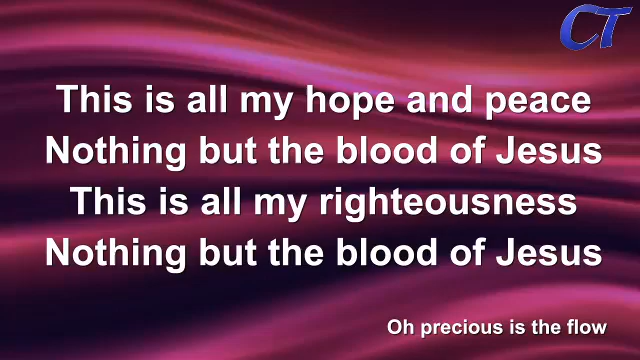 CT
This is all my hope and peace
Nothing but the blood of Jesus
This is all my righteousness
Nothing but the blood of Jesus
Oh precious is the flow